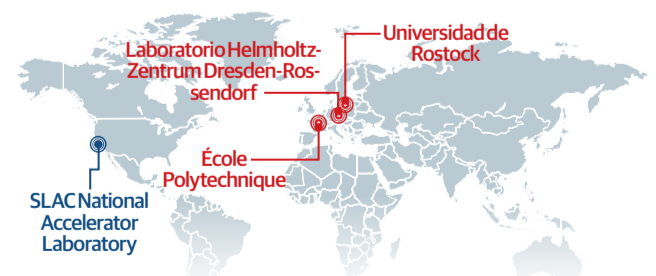 Universidad de
Rostock
Laboratorio Helmholtz-
Zentrum Dresden-Ros-
sendorf
École
Polytechnique
SLAC National
Accelerator
Laboratory